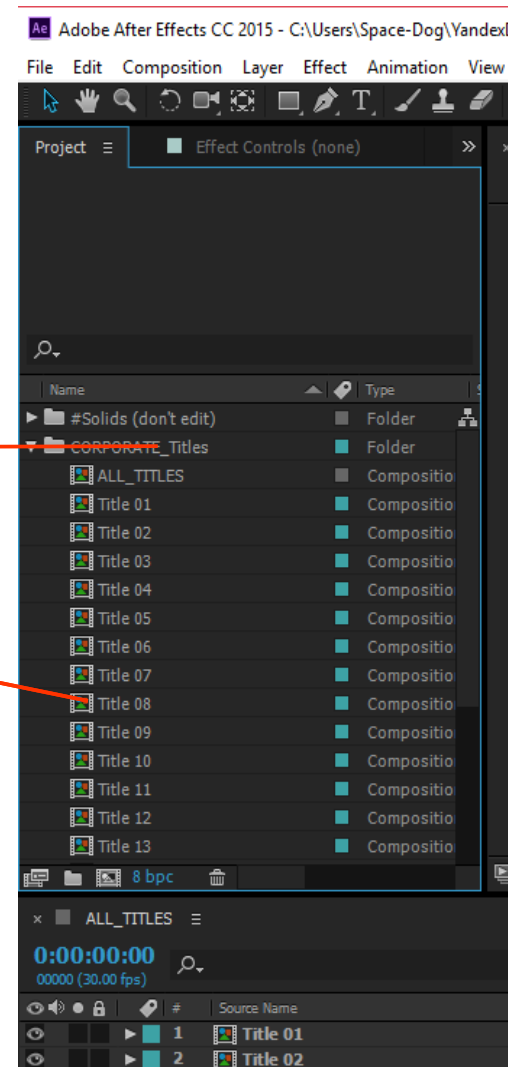 Ae Adobe After Effects CC 2015 - C:\Users\Space-Dog\Yandex
File Edit Composition Layer Effect Animation View
Project Effect Controls (none)
Name Type
#Solids (don't edit) Folder
CORPORATE_Titles Folder
ALL_TITLES Compositio
Title 01 Compositio
Title 02 Compositio
Title 03 Compositio
Title 04 Compositio
Title 05 Compositio
Title 06 Compositio
Title 07 Compositio
Title 08 Compositio
Title 09 Compositio
Title 10 Compositio
Title 11 Compositio
Title 12 Compositio
Title 13 Compositio
8 bpc
ALL_TITLES
0:00:00:00
00000 (30.00 fps)
# Source Name
1 Title 01
2 Title 02